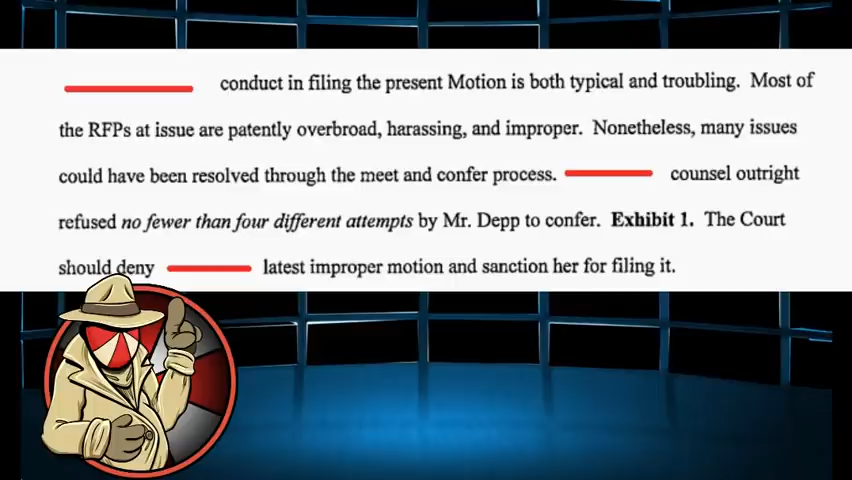 conduct in filing the present Motion is both typical and troubling. Most of
the RFPs at issue are patently overbroad, harassing, and improper. Nonetheless, many issues
could have been resolved through the meet and confer process. counsel outright
refused no fewer than four different attempts by Mr. Depp to confer. Exhibit 1. The Court
should deny latest improper motion and sanction her for filing it.